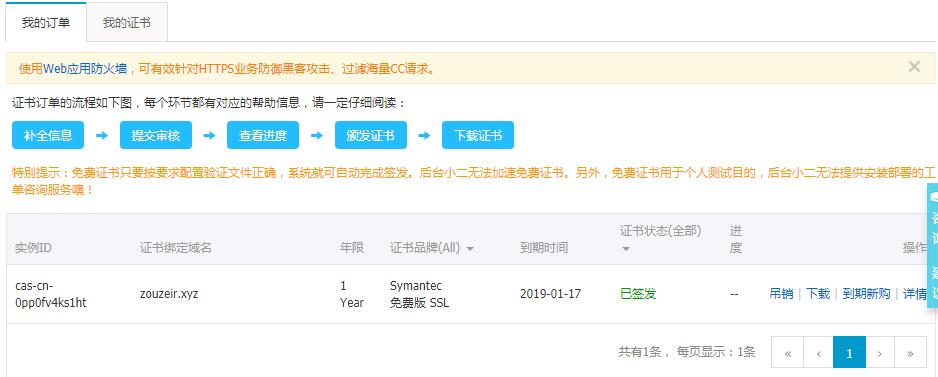 我的订单 我的证书
使用Web应用防火墙，可有效针对HTTPS业务防御黑客攻击、过滤海量CC请求。 ×
证书订单的流程如下图，每个环节都有对应的帮助信息，请一定仔细阅读：
补全信息 → 提交审核 → 查看进度 → 颁发证书 → 下载证书
特别提示：免费证书只要按要求配置验证文件正确，系统就可自动完成签发。后台小二无法加速免费证书。另外，免费证书用于个人测试目的，后台小二无法提供安装部署的工
单咨询服务噢！
实例ID 证书绑定域名 年限 证书品牌(All) 到期时间 证书状态(全部) 进度 操作
cas-cn-
0pp0fv4ks1ht
zouzeir.xyz
1
Year
Symantec
免费版 SSL
2019-01-17
已签发
--
吊销 | 下载 | 到期新购 | 详情
共有1条， 每页显示：1条 « ‹ 1 › »
咨
询
建
议